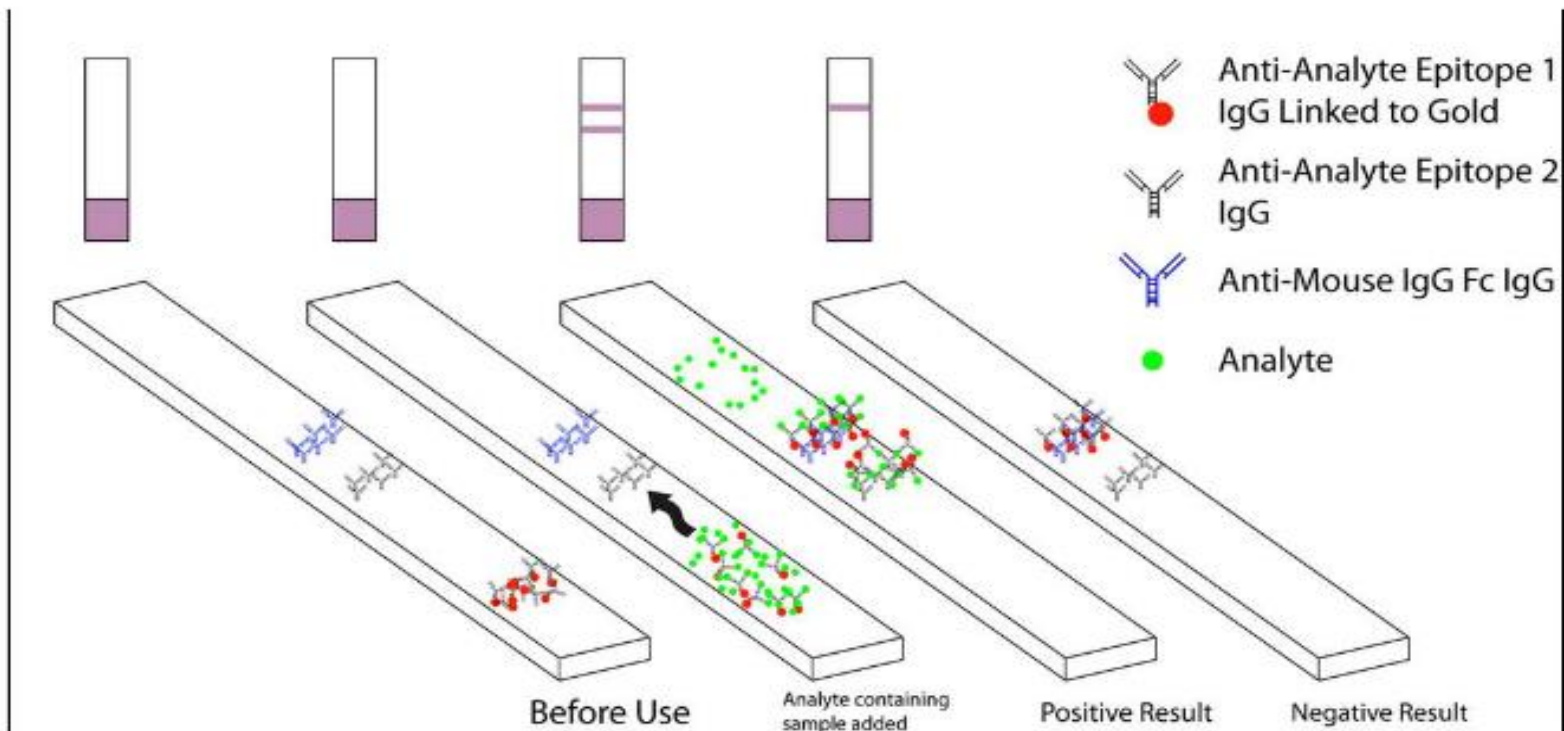 Anti-Analyte Epitope 1
IgG Linked to Gold
Anti-Analyte Epitope 2
IgG
Anti-Mouse IgG Fc IgG
Analyte
Before Use
Analyte containing
sample added
Positive Result
Negative Result